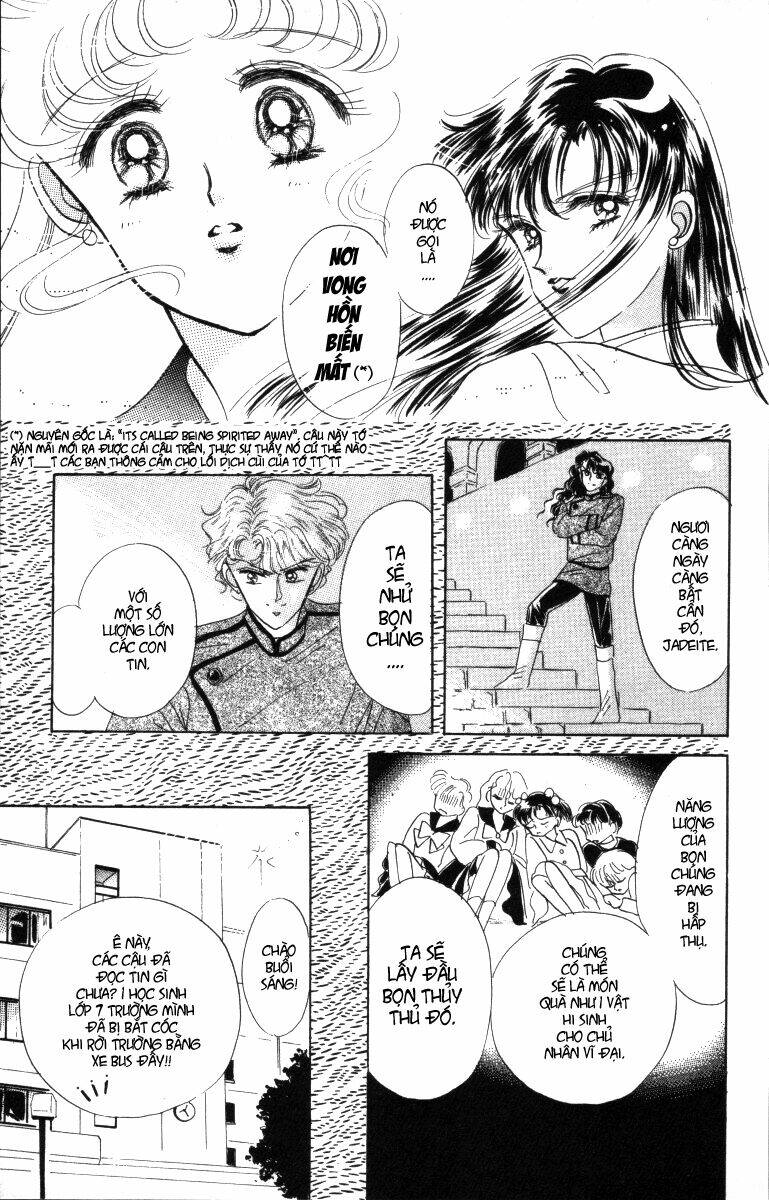 NÓ
ĐƯỢC
GỌI
LÀ
....
NƠI
VONG
HỒN
BIẾN
MẤT (*)
(*) NGUYÊN GỐC LÀ: "ITS CALLED BEING SPIRITED AWAY". CÂU NÀY TỚ
NẶN MÃI MỚI RA ĐƯỢC CÁI CÂU TRÊN, THỰC SỰ THẤY NÓ CỨ THẾ NÀO
ẤY T__T CÁC BẠN THÔNG CẢM CHO LỐI DỊCH CÙI CỦA TỚ TT^TT
NGƯƠI
CÀNG
NGÀY
CÀNG
BẤT
CẨN
ĐÓ,
JADEITE.
TA
SẼ
NHỬ
BỌN
CHÚNG
....
VỚI
MỘT SỐ
LƯỢNG LỚN
CÁC CON
TIN.
NĂNG
LƯỢNG
CỦA
BỌN
CHÚNG
ĐANG
BỊ
HẤP
THỤ.
CHÚNG
CÓ THỂ
SẼ LÀ MÓN
QUÀ NHƯ 1 VẬT
HI SINH
CHO CHỦ
NHÂN VĨ ĐẠI.
TA SẼ
LẤY ĐẦU
BỌN THỦY
THỦ ĐÓ.
CHÀO
BUỔI
SÁNG!
Ê NÀY,
CÁC CẬU ĐÃ
ĐỌC TIN GÌ
CHƯA? 1 HỌC SINH
LỚP 7 TRƯỜNG MÌNH
ĐÃ BỊ BẮT CÓC
KHI RỜI TRƯỜNG BẰNG
XE BUS ĐẤY!!